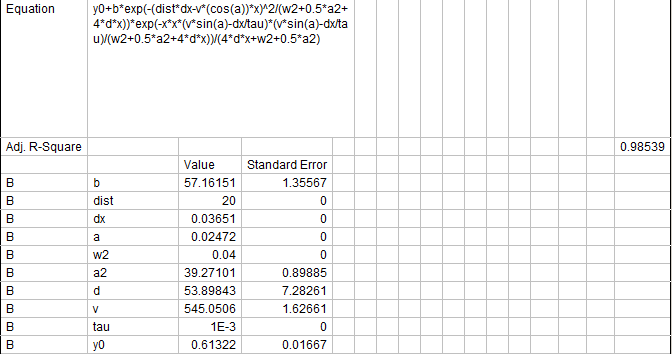 Equation y0+b*exp(-(dist*dx-v*(cos(a))*x)^2/(w2+0.5*a2+
4*d*x))*exp(-x*x*(v*sin(a)-dx/tau)*(v*sin(a)-dx/ta
u)/(w2+0.5*a2+4*d*x))/(4*d*x+w2+0.5*a2)
Adj. R-Square 0.98539
Value Standard Error
B b 57.16151 1.35567
B dist 20 0
B dx 0.03651 0
B a 0.02472 0
B w2 0.04 0
B a2 39.27101 0.89885
B d 53.89843 7.28261
B v 545.0506 1.62661
B tau 1E-3 0
B y0 0.61322 0.01667